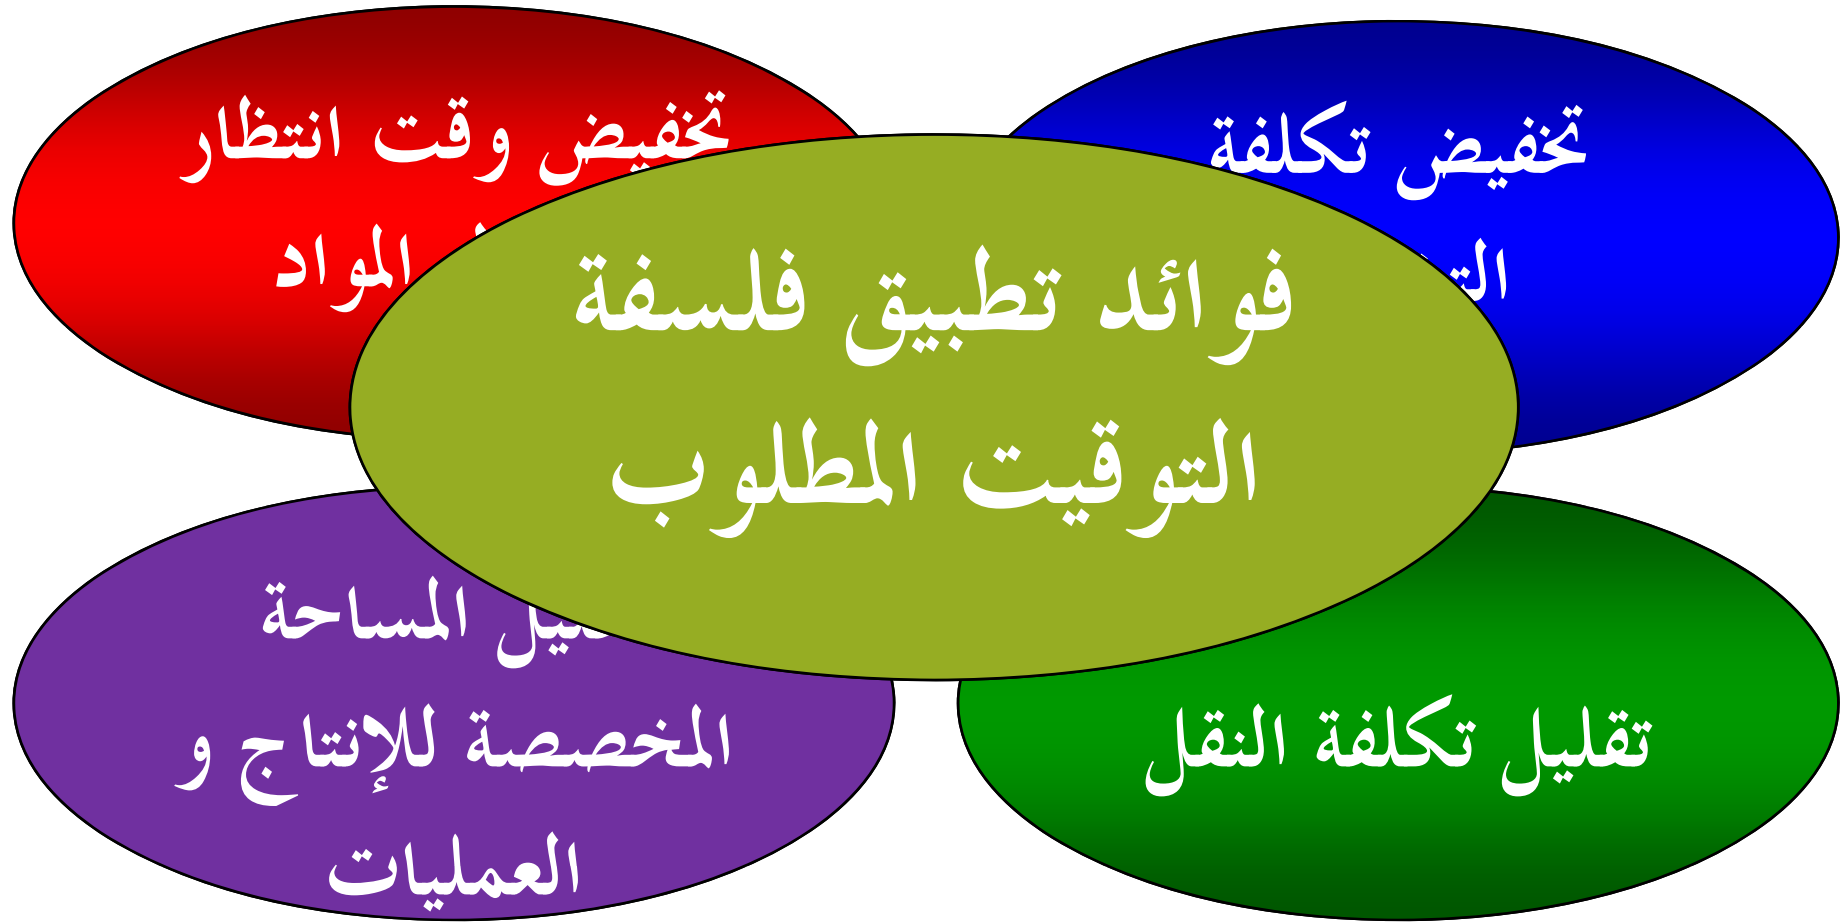 فوائد تطبيق فلسفة
التوقيت المطلوب
تخفيض تكلفة
تخفيض وقت انتظار
المواد
تقليل تكلفة النقل
المساحة
المخصصة للإنتاج و
العمليات